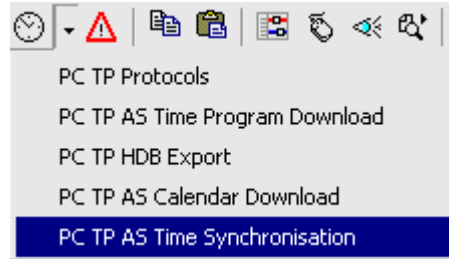 PC TP Protocols
PC TP AS Time Program Download
PC TP HDB Export
PC TP AS Calendar Download
PC TP AS Time Synchronisation